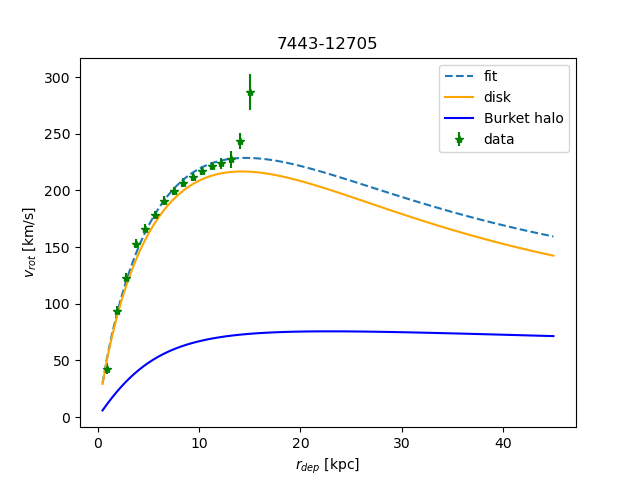 7443-12705
fit
disk
Burket halo
data
300
250
200
150
100
50
0
v_rot [km/s]
0 10 20 30 40
r_dep [kpc]